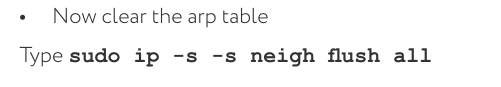 • Now clear the arp table
Type sudo ip -s -s neigh flush all